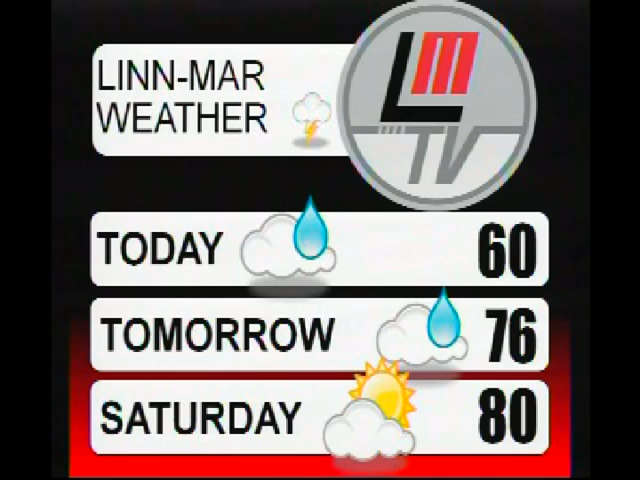 LINN-MAR
WEATHER
LM
TV
TODAY 60
TOMORROW 76
SATURDAY 80